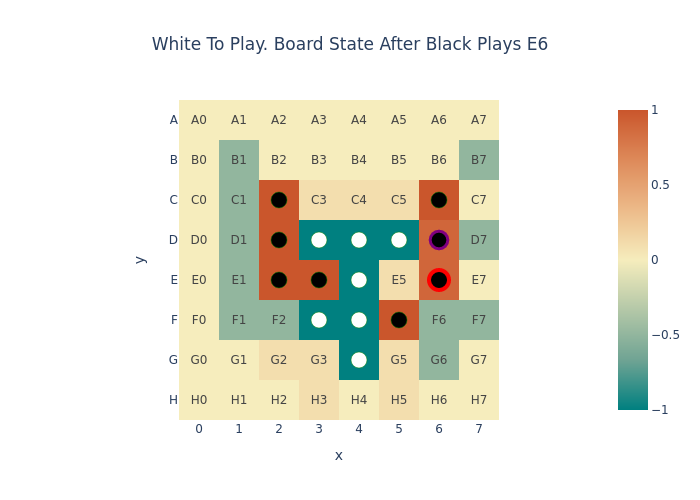 White To Play. Board State After Black Plays E6
A A0 A1 A2 A3 A4 A5 A6 A7
B B0 B1 B2 B3 B4 B5 B6 B7
C C0 C1 C3 C4 C5 C7
D D0 D1 D7
E E0 E1 E5 E7
F F0 F1 F2 F6 F7
G G0 G1 G2 G3 G5 G6 G7
H H0 H1 H2 H3 H4 H5 H6 H7
0 1 2 3 4 5 6 7
x
y
1
0.5
0
−0.5
−1